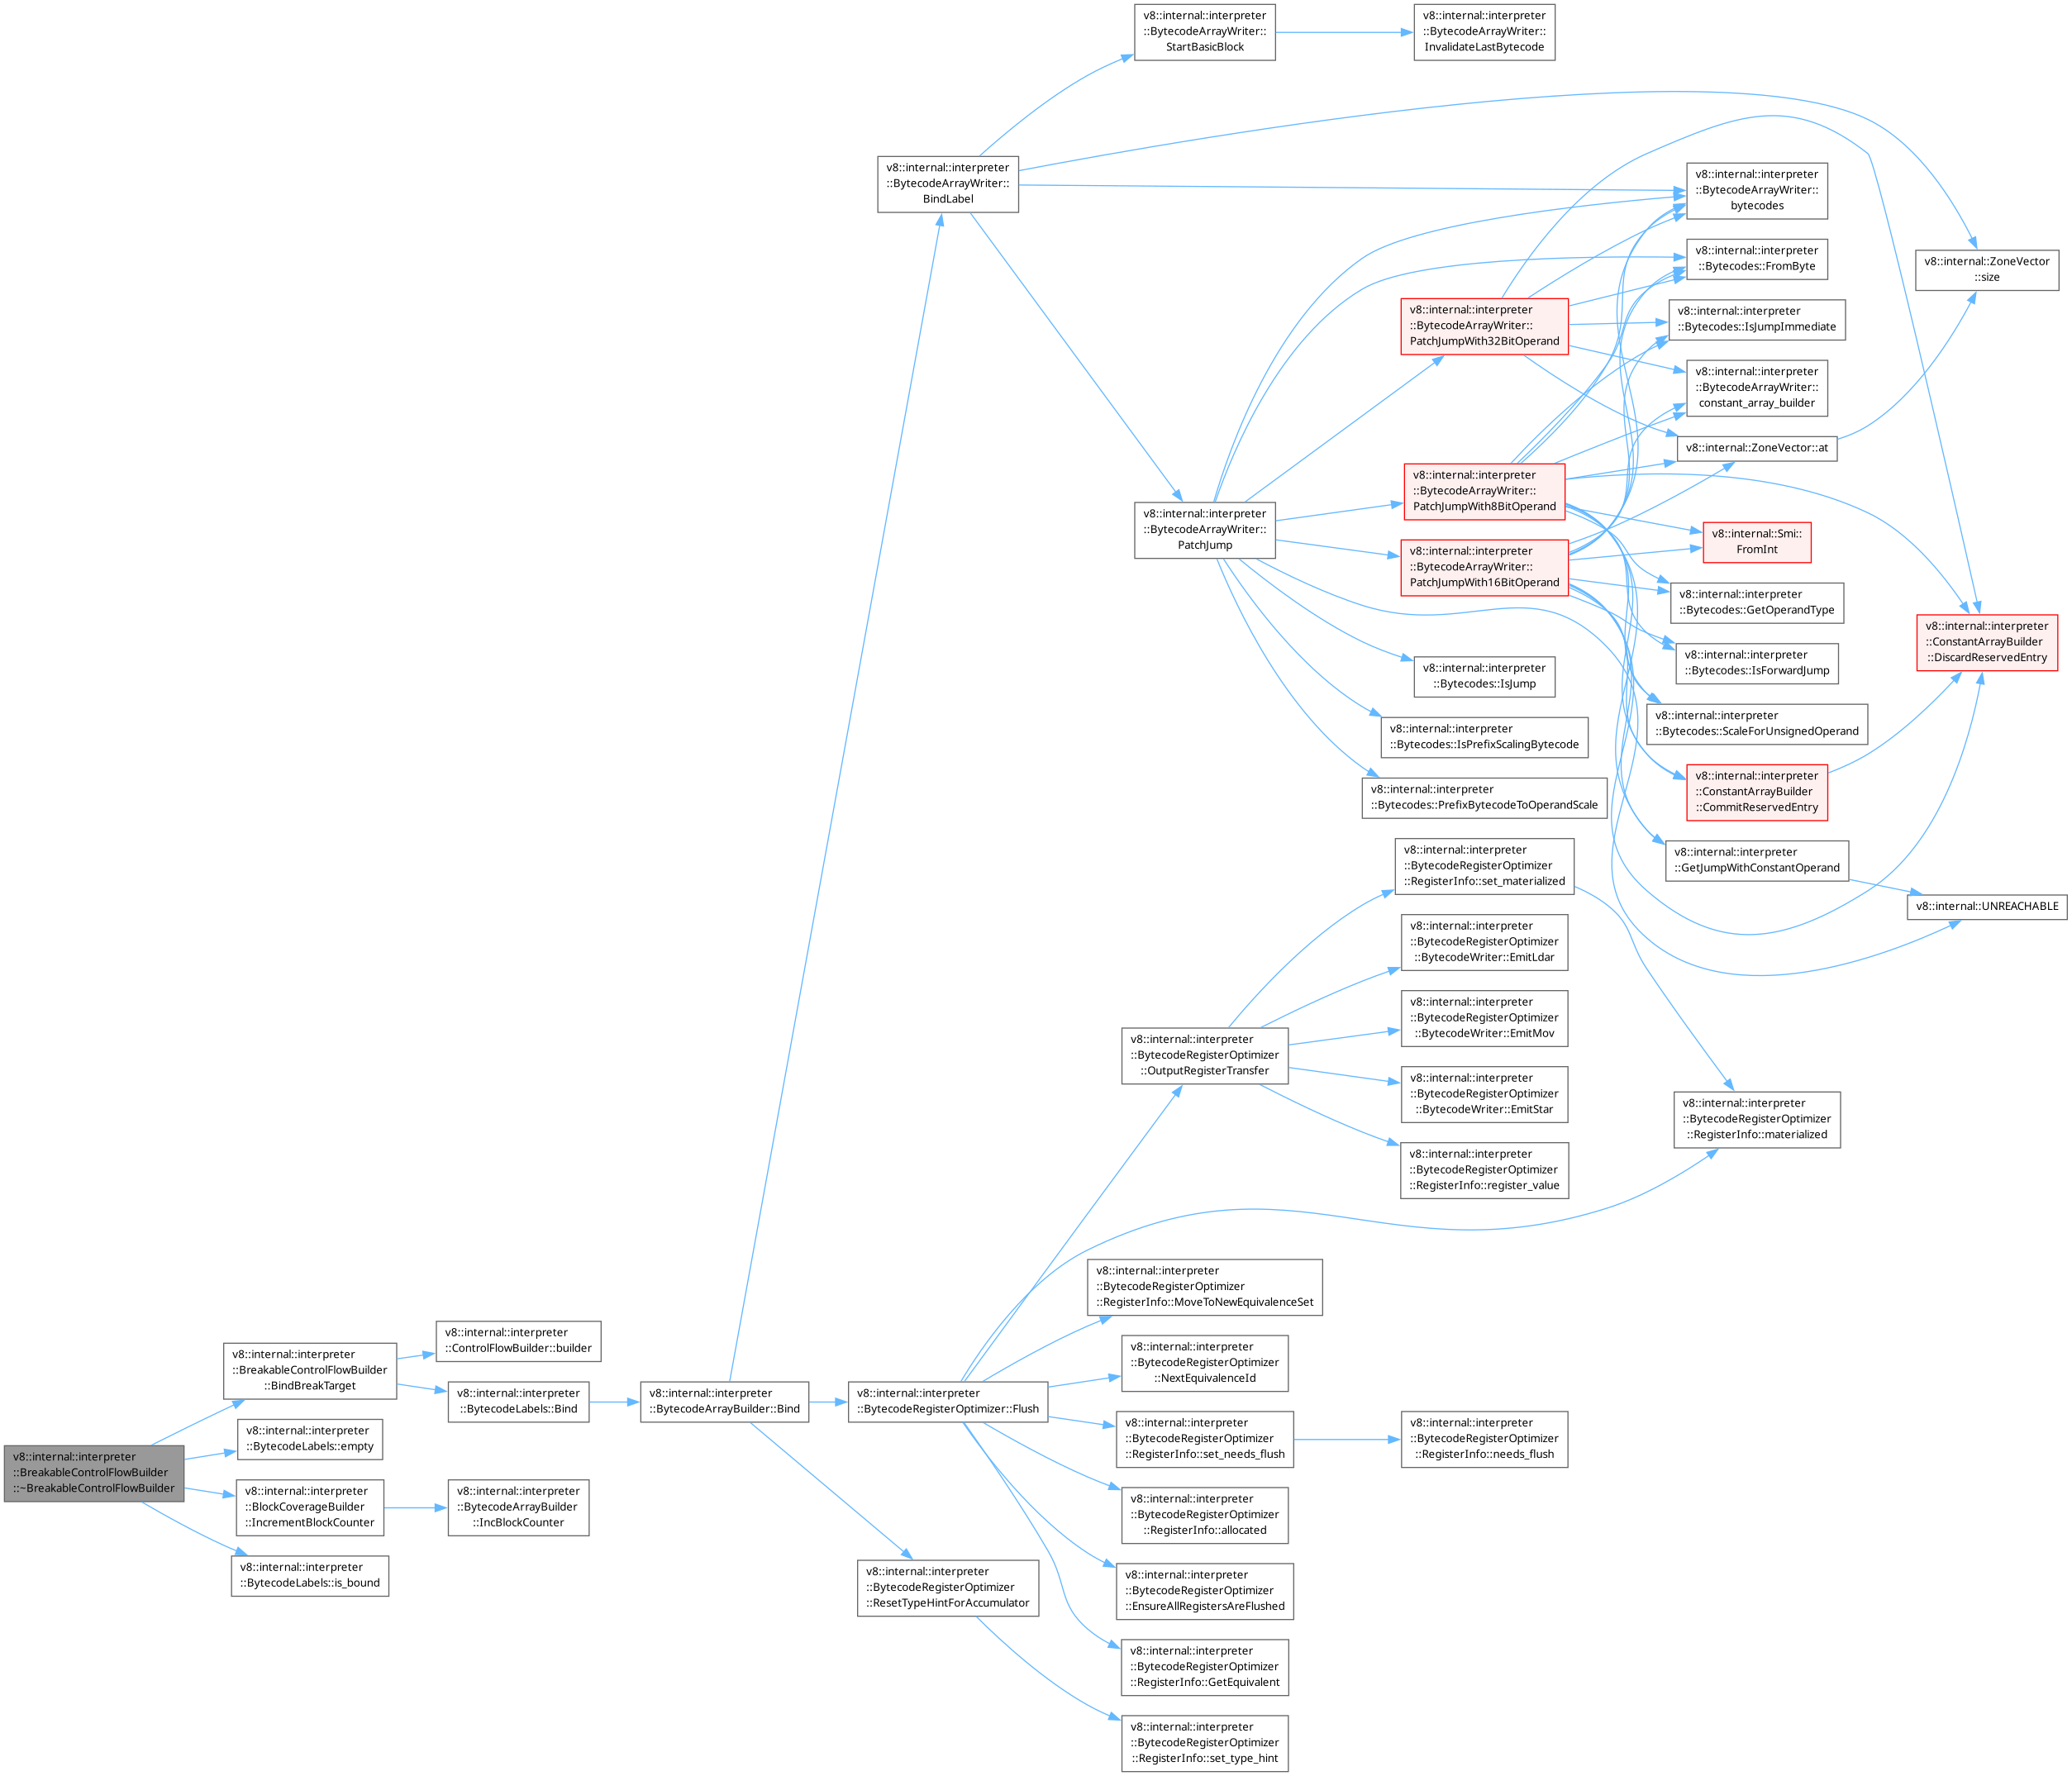 v8::internal::interpreter
::BytecodeArrayWriter::
StartBasicBlock
v8::internal::interpreter
::BytecodeArrayWriter::
InvalidateLastBytecode
v8::internal::interpreter
::BytecodeArrayWriter::
BindLabel
v8::internal::interpreter
::BytecodeArrayWriter::
bytecodes
v8::internal::interpreter
::Bytecodes::FromByte
v8::internal::ZoneVector
::size
v8::internal::interpreter
::BytecodeArrayWriter::
PatchJumpWith32BitOperand
v8::internal::interpreter
::Bytecodes::IsJumpImmediate
v8::internal::interpreter
::BytecodeArrayWriter::
constant_array_builder
v8::internal::ZoneVector::at
v8::internal::interpreter
::BytecodeArrayWriter::
PatchJumpWith8BitOperand
v8::internal::interpreter
::BytecodeArrayWriter::
PatchJump
v8::internal::Smi::
FromInt
v8::internal::interpreter
::BytecodeArrayWriter::
PatchJumpWith16BitOperand
v8::internal::interpreter
::Bytecodes::GetOperandType
v8::internal::interpreter
::ConstantArrayBuilder
::DiscardReservedEntry
v8::internal::interpreter
::Bytecodes::IsForwardJump
v8::internal::interpreter
::Bytecodes::IsJump
v8::internal::interpreter
::Bytecodes::ScaleForUnsignedOperand
v8::internal::interpreter
::Bytecodes::IsPrefixScalingBytecode
v8::internal::interpreter
::ConstantArrayBuilder
::CommitReservedEntry
v8::internal::interpreter
::Bytecodes::PrefixBytecodeToOperandScale
v8::internal::interpreter
::GetJumpWithConstantOperand
v8::internal::interpreter
::BytecodeRegisterOptimizer
::RegisterInfo::set_materialized
v8::internal::UNREACHABLE
v8::internal::interpreter
::BytecodeRegisterOptimizer
::BytecodeWriter::EmitLdar
v8::internal::interpreter
::BytecodeRegisterOptimizer
::BytecodeWriter::EmitMov
v8::internal::interpreter
::BytecodeRegisterOptimizer
::OutputRegisterTransfer
v8::internal::interpreter
::BytecodeRegisterOptimizer
::BytecodeWriter::EmitStar
v8::internal::interpreter
::BytecodeRegisterOptimizer
::RegisterInfo::materialized
v8::internal::interpreter
::BytecodeRegisterOptimizer
::RegisterInfo::register_value
v8::internal::interpreter
::BytecodeRegisterOptimizer
::RegisterInfo::MoveToNewEquivalenceSet
v8::internal::interpreter
::ControlFlowBuilder::builder
v8::internal::interpreter
::BreakableControlFlowBuilder
::BindBreakTarget
v8::internal::interpreter
::BytecodeRegisterOptimizer
::NextEquivalenceId
v8::internal::interpreter
::BytecodeLabels::Bind
v8::internal::interpreter
::BytecodeArrayBuilder::Bind
v8::internal::interpreter
::BytecodeRegisterOptimizer::Flush
v8::internal::interpreter
::BytecodeLabels::empty
v8::internal::interpreter
::BytecodeRegisterOptimizer
::RegisterInfo::set_needs_flush
v8::internal::interpreter
::BytecodeRegisterOptimizer
::RegisterInfo::needs_flush
v8::internal::interpreter
::BreakableControlFlowBuilder
::~BreakableControlFlowBuilder
v8::internal::interpreter
::BlockCoverageBuilder
::IncrementBlockCounter
v8::internal::interpreter
::BytecodeArrayBuilder
::IncBlockCounter
v8::internal::interpreter
::BytecodeRegisterOptimizer
::RegisterInfo::allocated
v8::internal::interpreter
::BytecodeLabels::is_bound
v8::internal::interpreter
::BytecodeRegisterOptimizer
::ResetTypeHintForAccumulator
v8::internal::interpreter
::BytecodeRegisterOptimizer
::EnsureAllRegistersAreFlushed
v8::internal::interpreter
::BytecodeRegisterOptimizer
::RegisterInfo::GetEquivalent
v8::internal::interpreter
::BytecodeRegisterOptimizer
::RegisterInfo::set_type_hint